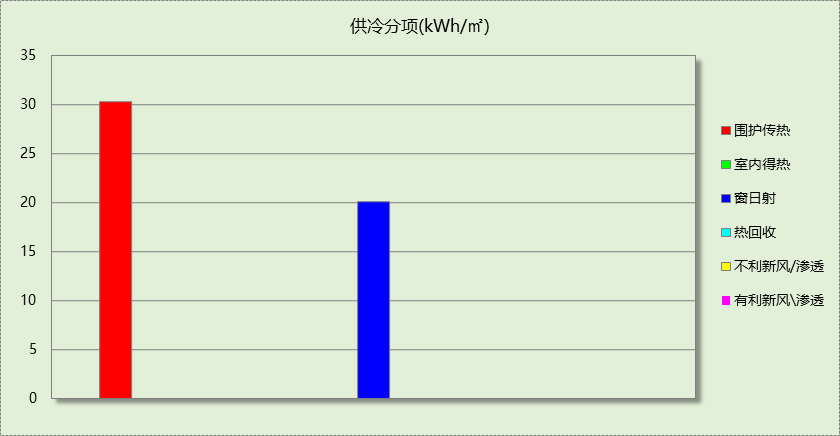 供冷分项(kWh/㎡)
35
30
25
20
15
10
5
0
围护传热
室内得热
窗日射
热回收
不利新风/渗透
有利新风\渗透